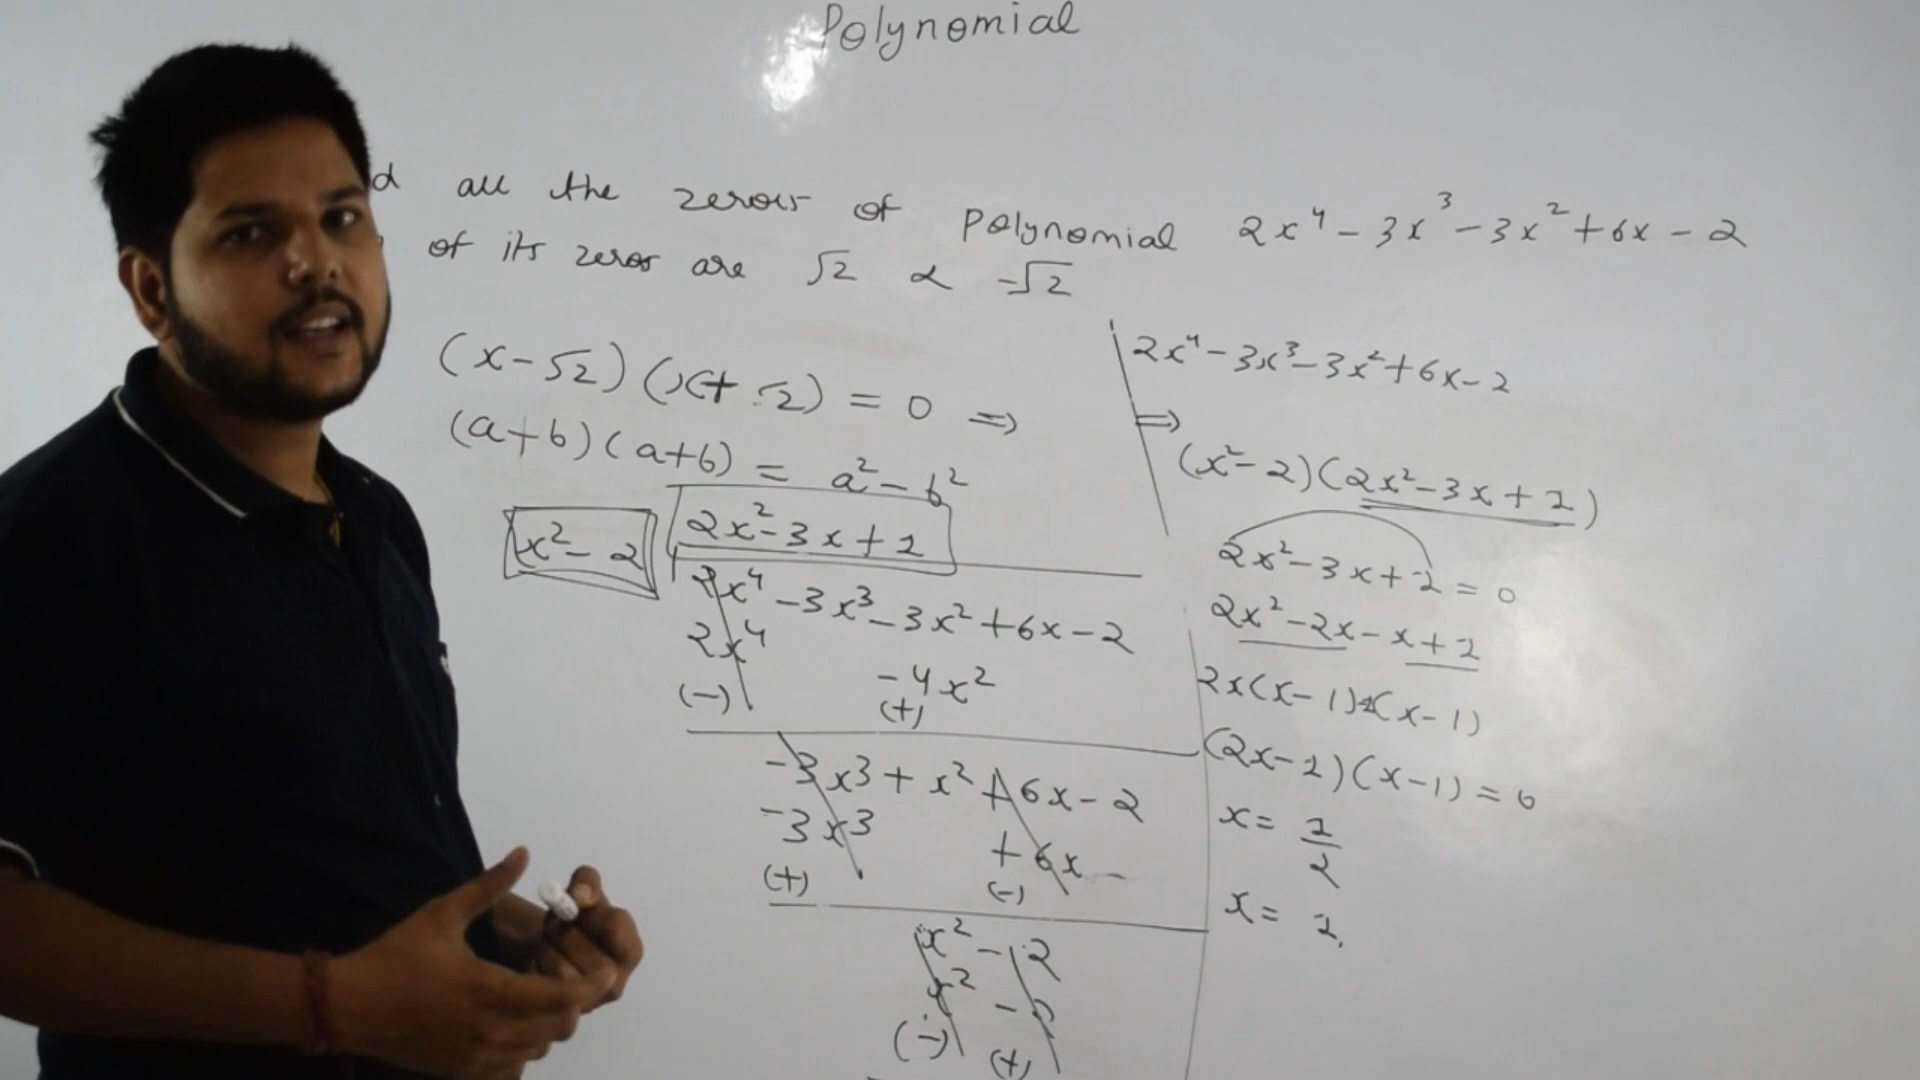 Polynomial
d all the zeroes of Polynomial 2x⁴ - 3x³ - 3x² + 6x - 2
of its zeros are √2 & -√2
(x - √2) (x + √2) = 0 ⇒
(a+b) (a+b) = a² - b²
x² - 2
2x² - 3x + 1
2x⁴ - 3x³ - 3x² + 6x - 2
2x⁴ - 4x²
(-) (+)
-3x³ + x² + 6x - 2
-3x³ + 6x
(+) (-)
x² - 2
x² - 2
(-) (+)
2x⁴ - 3x³ - 3x² + 6x - 2
⇒
(x² - 2) (2x² - 3x + 1)
2x² - 3x + 1 = 0
2x² - 2x - x + 1
2x(x - 1) - 1(x - 1)
(2x - 1) (x - 1) = 0
x = 1/2
x = 1.